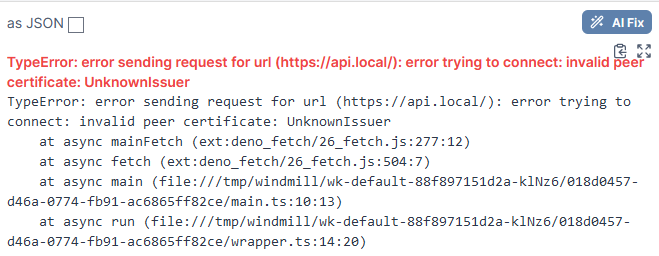 as JSON
AI Fix
TypeError: error sending request for url (https://api.local/): error trying to connect: invalid peer
certificate: UnknownIssuer
TypeError: error sending request for url (https://api.local/): error trying to
connect: invalid peer certificate: UnknownIssuer
    at async mainFetch (ext:deno_fetch/26_fetch.js:277:12)
    at async fetch (ext:deno_fetch/26_fetch.js:504:7)
    at async main (file:///tmp/windmill/wk-default-88f897151d2a-klNz6/018d0457-
d46a-0774-fb91-ac6865ff82ce/main.ts:10:13)
    at async run (file:///tmp/windmill/wk-default-88f897151d2a-klNz6/018d0457-
d46a-0774-fb91-ac6865ff82ce/wrapper.ts:14:20)